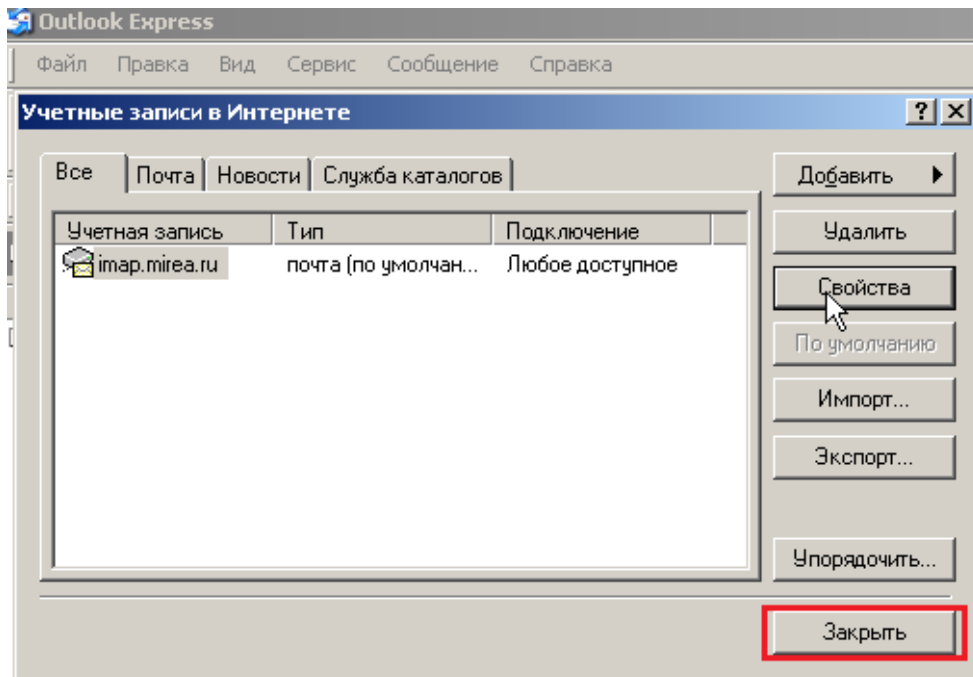 Outlook Express
Файл Правка Вид Сервис Сообщение Справка
Учетные записи в Интернете
Все Почта Новости Служба каталогов
Добавить
Учетная запись Тип Подключение
Удалить
imap.mirea.ru почта (по умолчан... Любое доступное
Свойства
По умолчанию
Импорт...
Экспорт...
Упорядочить...
Закрыть